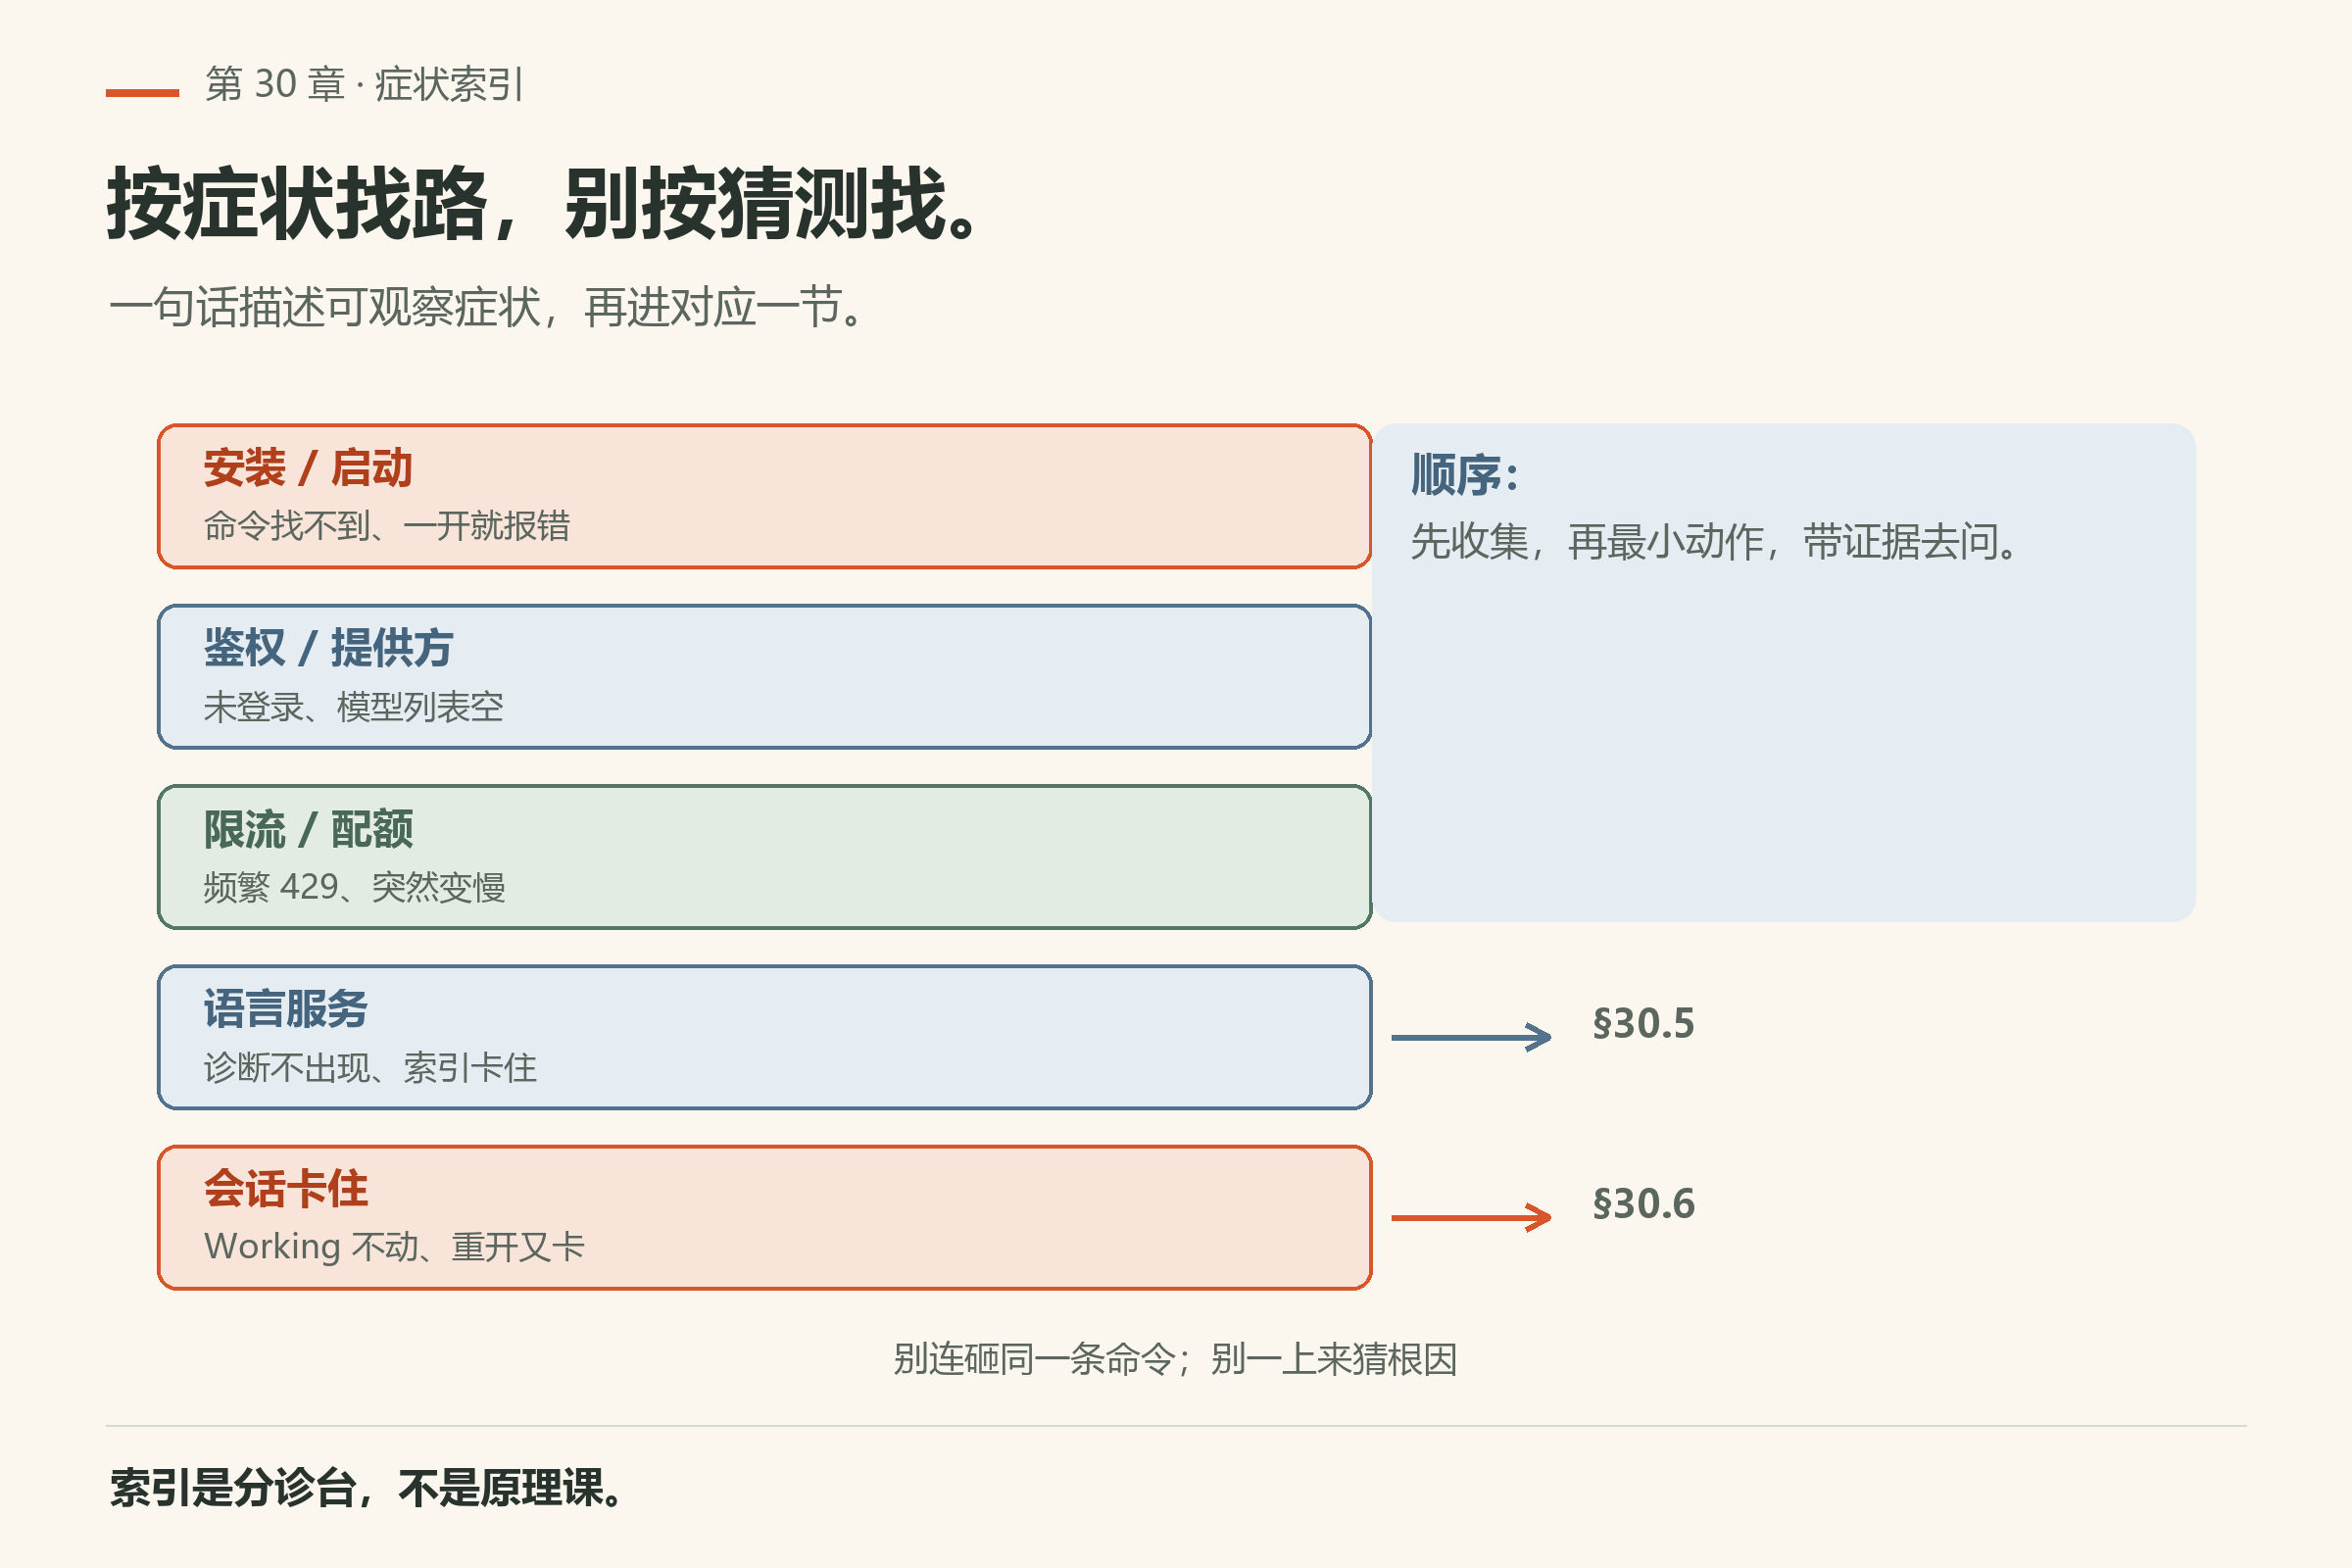 第 30 章 · 症状索引
按症状找路，别按猜测找。
一句话描述可观察症状，再进对应一节。
安装 / 启动
命令找不到、一开就报错
顺序：
先收集，再最小动作，带证据去问。
鉴权 / 提供方
未登录、模型列表空
限流 / 配额
频繁 429、突然变慢
语言服务
诊断不出现、索引卡住
§30.5
会话卡住
Working 不动、重开又卡
§30.6
别连砸同一条命令；别一上来猜根因
索引是分诊台，不是原理课。